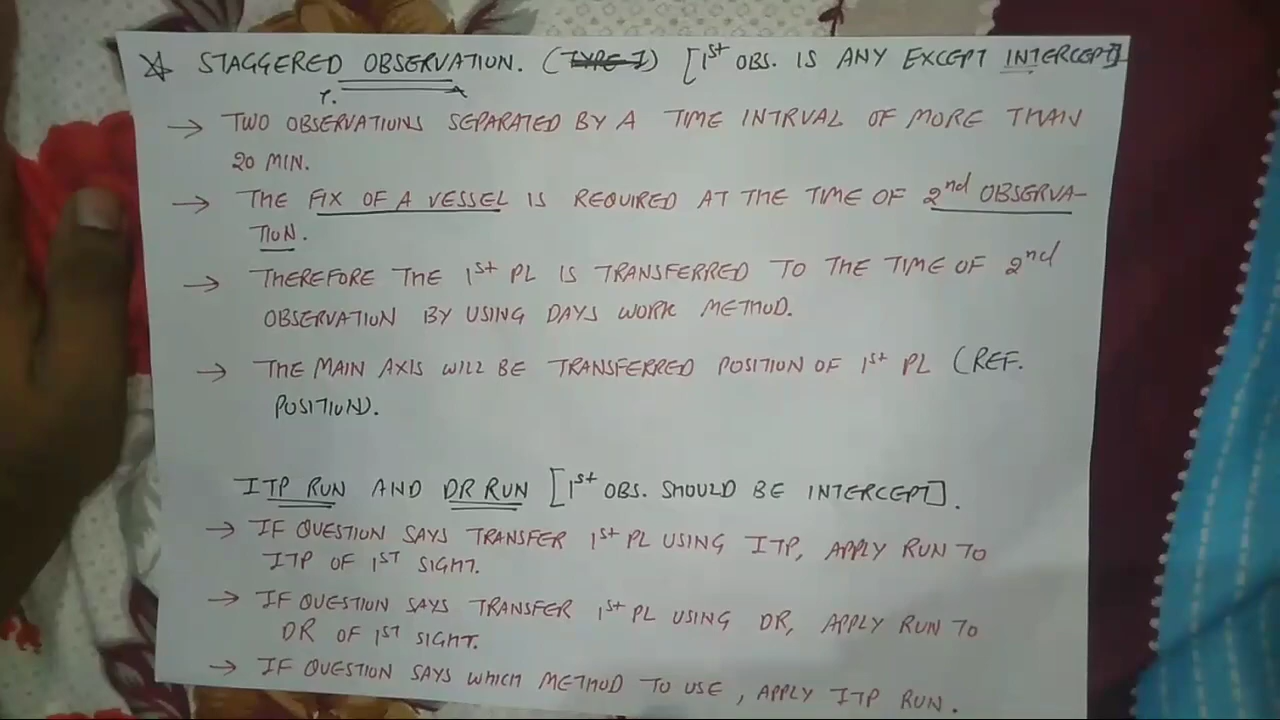 ☆ STAGGERED OBSERVATION. (TYPE-I) [1st OBS. IS ANY EXCEPT INTERCEPT]
→ TWO OBSERVATIONS SEPARATED BY A TIME INTRVAL OF MORE THAN
20 MIN.
→ THE FIX OF A VESSEL IS REQUIRED AT THE TIME OF 2nd OBSERVA-
TION.
→ THEREFORE THE 1st PL IS TRANSFERRED TO THE TIME OF 2nd
OBSERVATION BY USING DAYS WORK METHOD.
→ THE MAIN AXIS WILL BE TRANSFERRED POSITION OF 1st PL (REF.
POSITION).
ITP RUN AND DR RUN [1st OBS. SHOULD BE INTERCEPT].
→ IF QUESTION SAYS TRANSFER 1st PL USING ITP, APPLY RUN TO
ITP OF 1ST SIGHT.
→ IF QUESTION SAYS TRANSFER 1st PL USING DR, APPLY RUN TO
DR OF 1ST SIGHT.
→ IF QUESTION SAYS WHICH METHOD TO USE, APPLY ITP RUN.